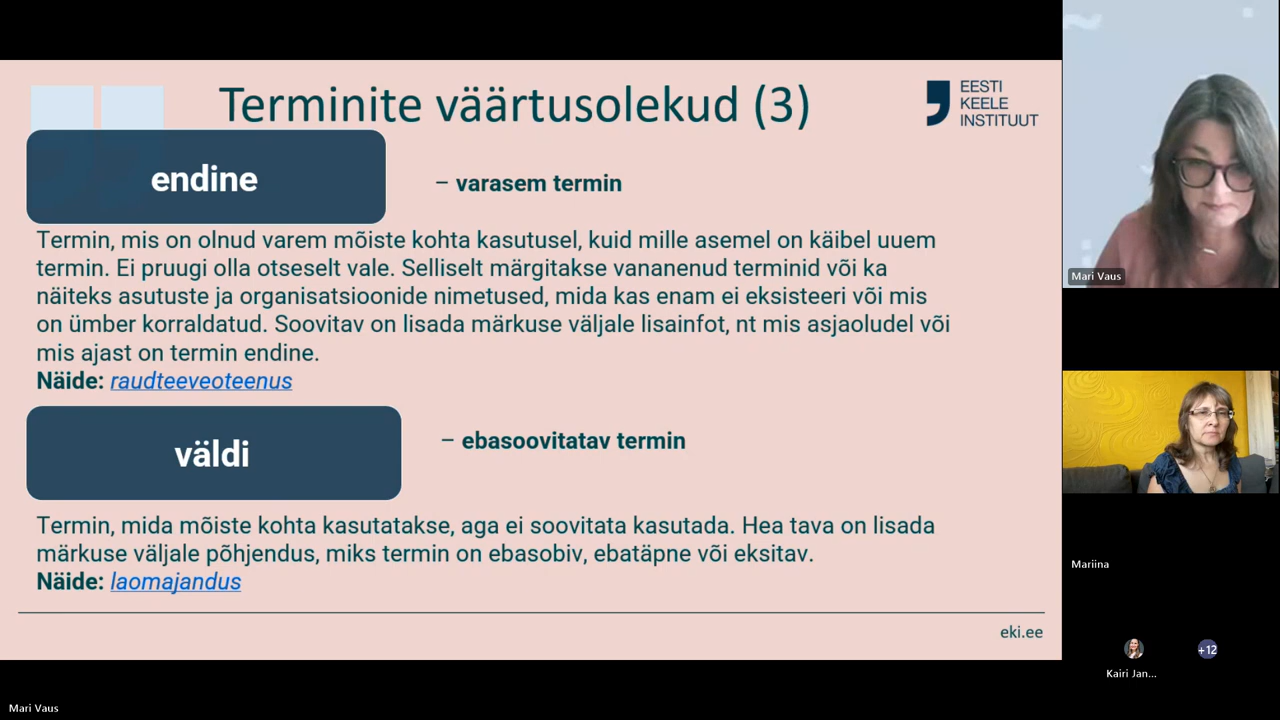 Terminite väärtusolekud (3)
EESTI
KEELE
INSTITUUT
endine
– varasem termin
Termin, mis on olnud varem mõiste kohta kasutusel, kuid mille asemel on käibel uuem
termin. Ei pruugi olla otseselt vale. Selliselt märgitakse vananenud terminid või ka
näiteks asutuste ja organisatsioonide nimetused, mida kas enam ei eksisteeri või mis
on ümber korraldatud. Soovitav on lisada märkuse väljale lisainfot, nt mis asjaoludel või
mis ajast on termin endine.
Näide: raudteeveoteenus
väldi
– ebasoovitatav termin
Termin, mida mõiste kohta kasutatakse, aga ei soovitata kasutada. Hea tava on lisada
märkuse väljale põhjendus, miks termin on ebasobiv, ebatäpne või eksitav.
Näide: laomajandus
eki.ee
Mari Vaus
Mariina
+12
Kairi Jan...
Mari Vaus